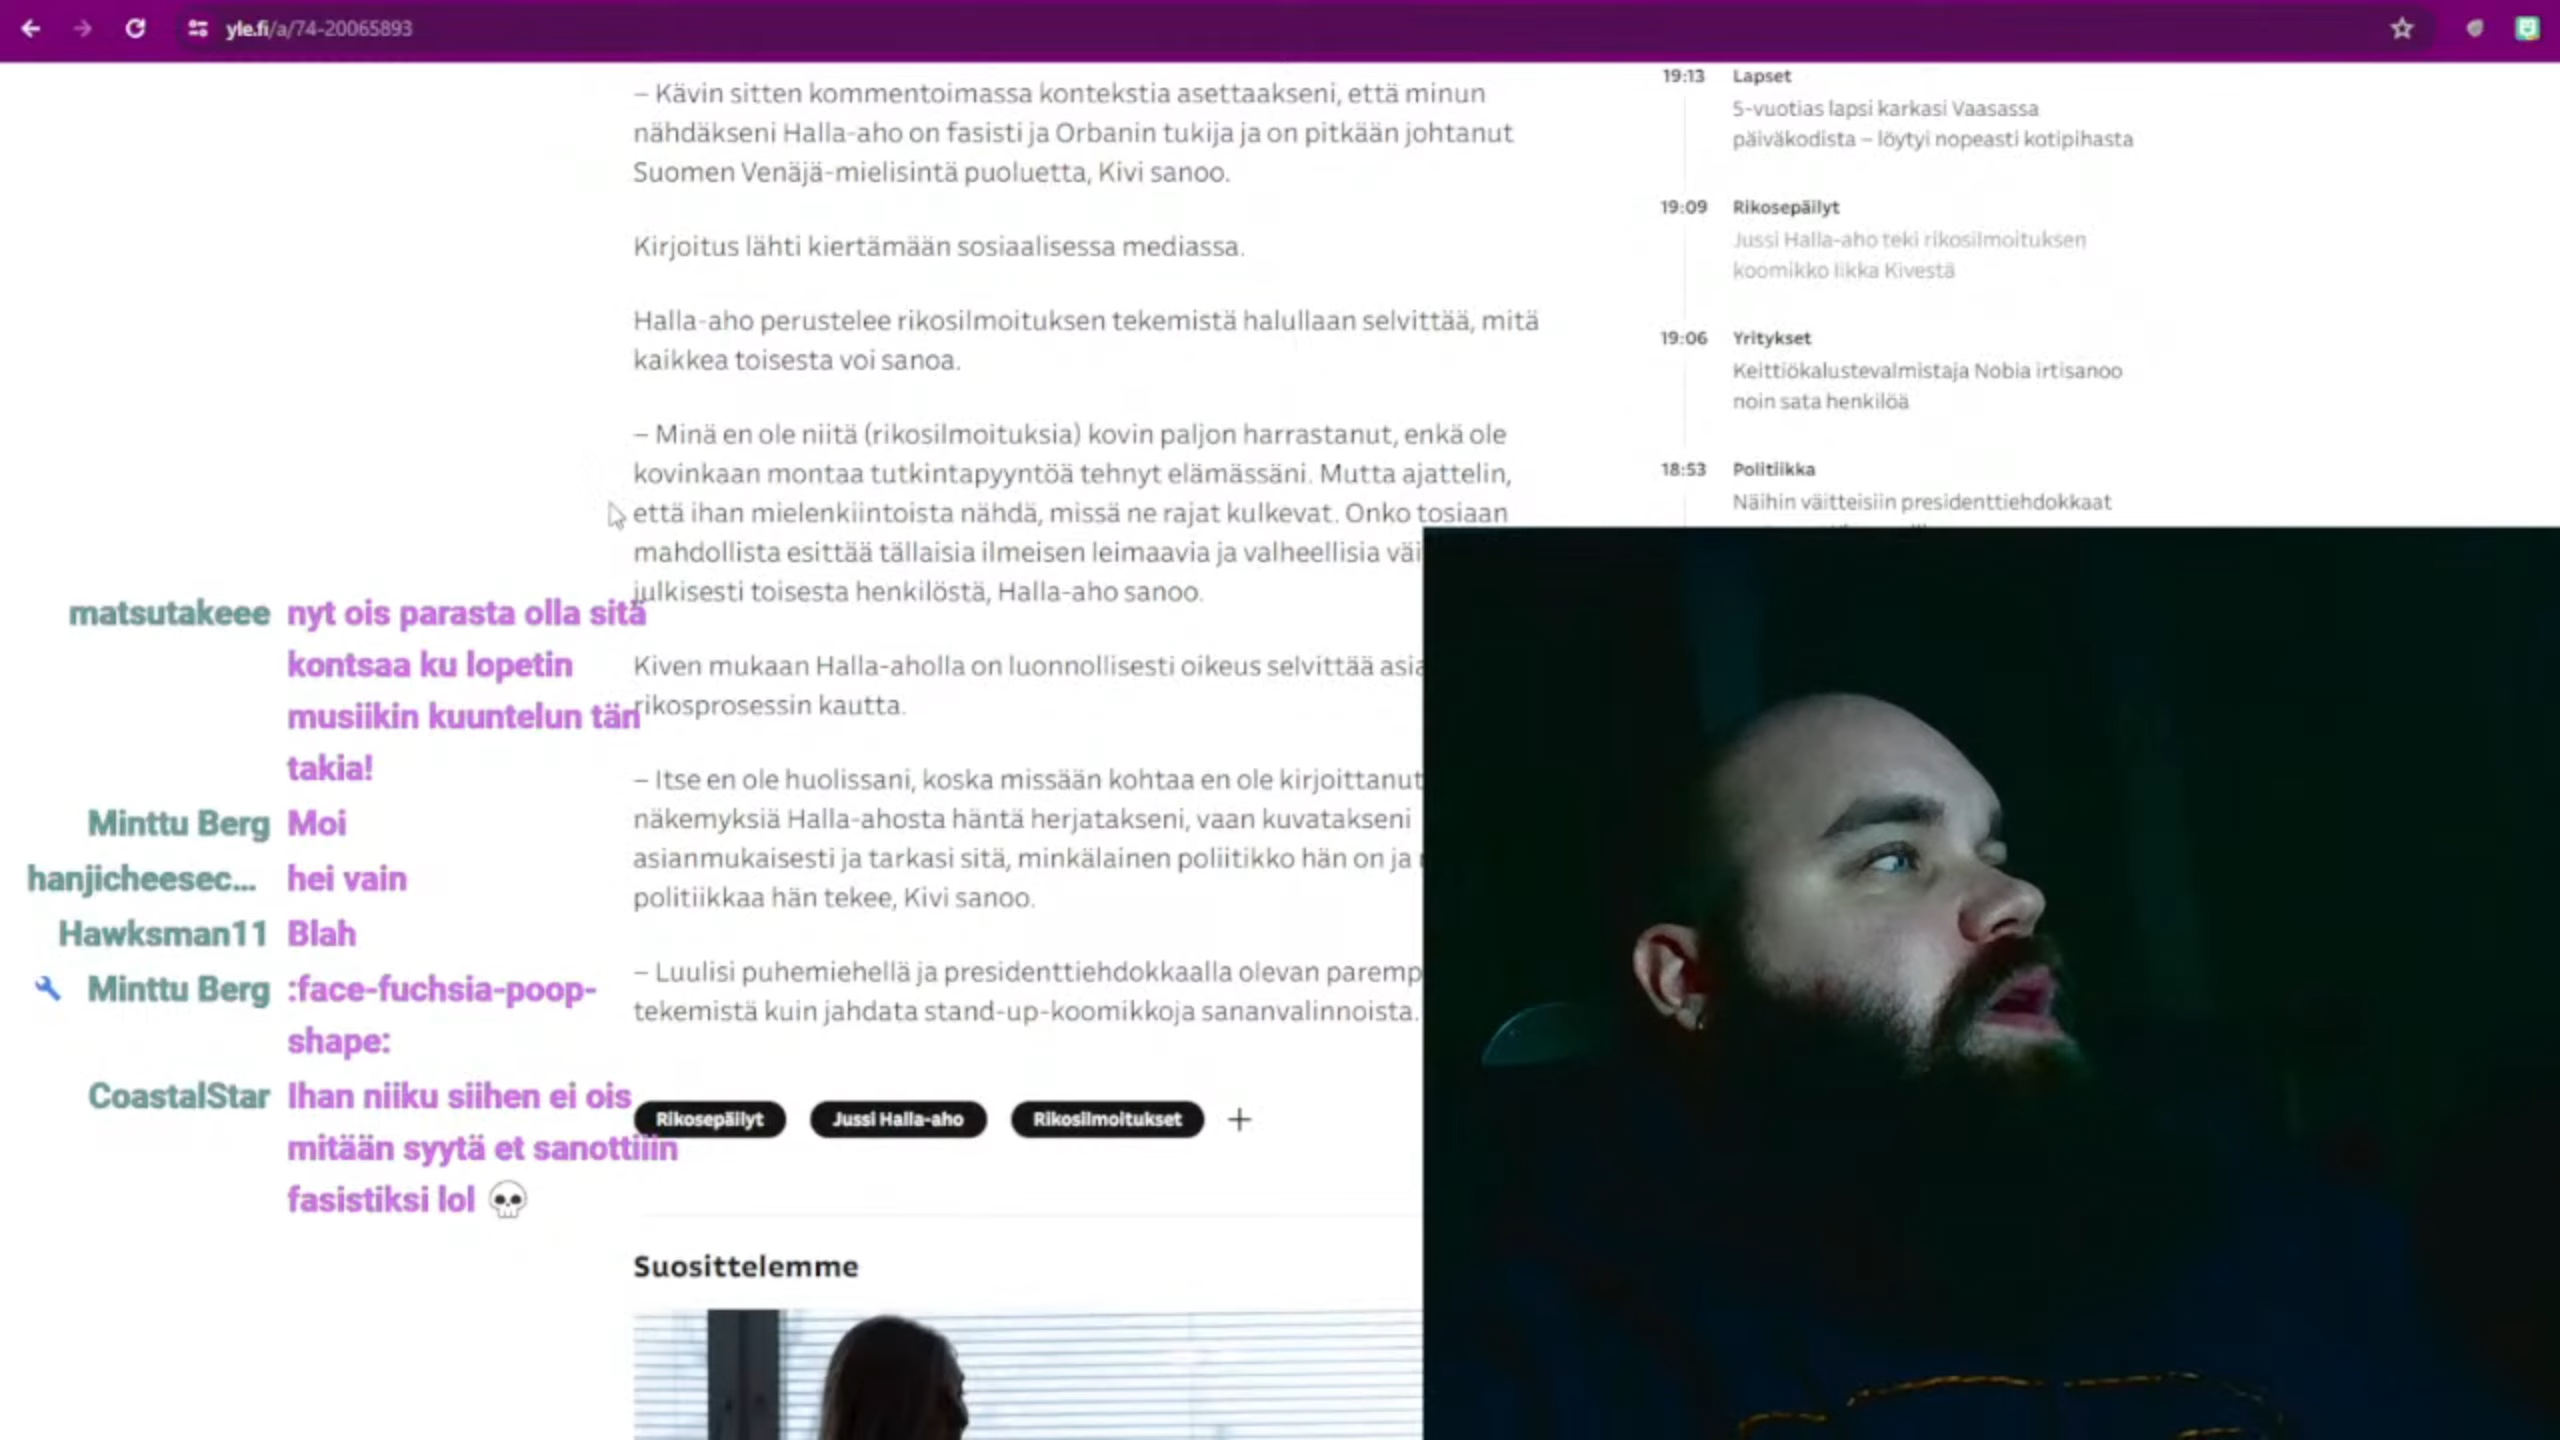 yle.fi/a/74-20065893
– Kävin sitten kommentoimassa kontekstia asettaakseni, että minun
nähdäkseni Halla-aho on fasisti ja Orbanin tukija ja on pitkään johtanut
Suomen Venäjä-mielisintä puoluetta, Kivi sanoo.
Kirjoitus lähti kiertämään sosiaalisessa mediassa.
Halla-aho perustelee rikosilmoituksen tekemistä halullaan selvittää, mitä
kaikkea toisesta voi sanoa.
– Minä en ole niitä (rikosilmoituksia) kovin paljon harrastanut, enkä ole
kovinkaan montaa tutkintapyyntöä tehnyt elämässäni. Mutta ajattelin,
että ihan mielenkiintoista nähdä, missä ne rajat kulkevat. Onko tosiaan
mahdollista esittää tällaisia ilmeisen leimaavia ja valheellisia väi
julkisesti toisesta henkilöstä, Halla-aho sanoo.
Kiven mukaan Halla-aholla on luonnollisesti oikeus selvittää asia
rikosprosessin kautta.
– Itse en ole huolissani, koska missään kohtaa en ole kirjoittanut
näkemyksiä Halla-ahosta häntä herjatakseni, vaan kuvatakseni
asianmukaisesti ja tarkasi sitä, minkälainen poliitikko hän on ja
politiikkaa hän tekee, Kivi sanoo.
– Luulisi puhemiehellä ja presidenttiehdokkaalla olevan paremp
tekemistä kuin jahdata stand-up-koomikkoja sananvalinnoista.
Rikosepäilyt Jussi Halla-aho Rikosilmoitukset +
Suosittelemme
19:13 Lapset
5-vuotias lapsi karkasi Vaasassa
päiväkodista – löytyi nopeasti kotipihasta
19:09 Rikosepäilyt
Jussi Halla-aho teki rikosilmoituksen
koomikko Iikka Kivestä
19:06 Yritykset
Keittiökalustevalmistaja Nobia irtisanoo
noin sata henkilöä
18:53 Politiikka
Näihin väitteisiin presidenttiehdokkaat
matsutakeee nyt ois parasta olla sitä
kontsaa ku lopetin
musiikin kuuntelun tän
takia!
Minttu Berg Moi
hanjicheesec... hei vain
Hawksman11 Blah
Minttu Berg :face-fuchsia-poop-
shape:
CoastalStar Ihan niiku siihen ei ois
mitään syytä et sanottiiin
fasistiksi lol 💀